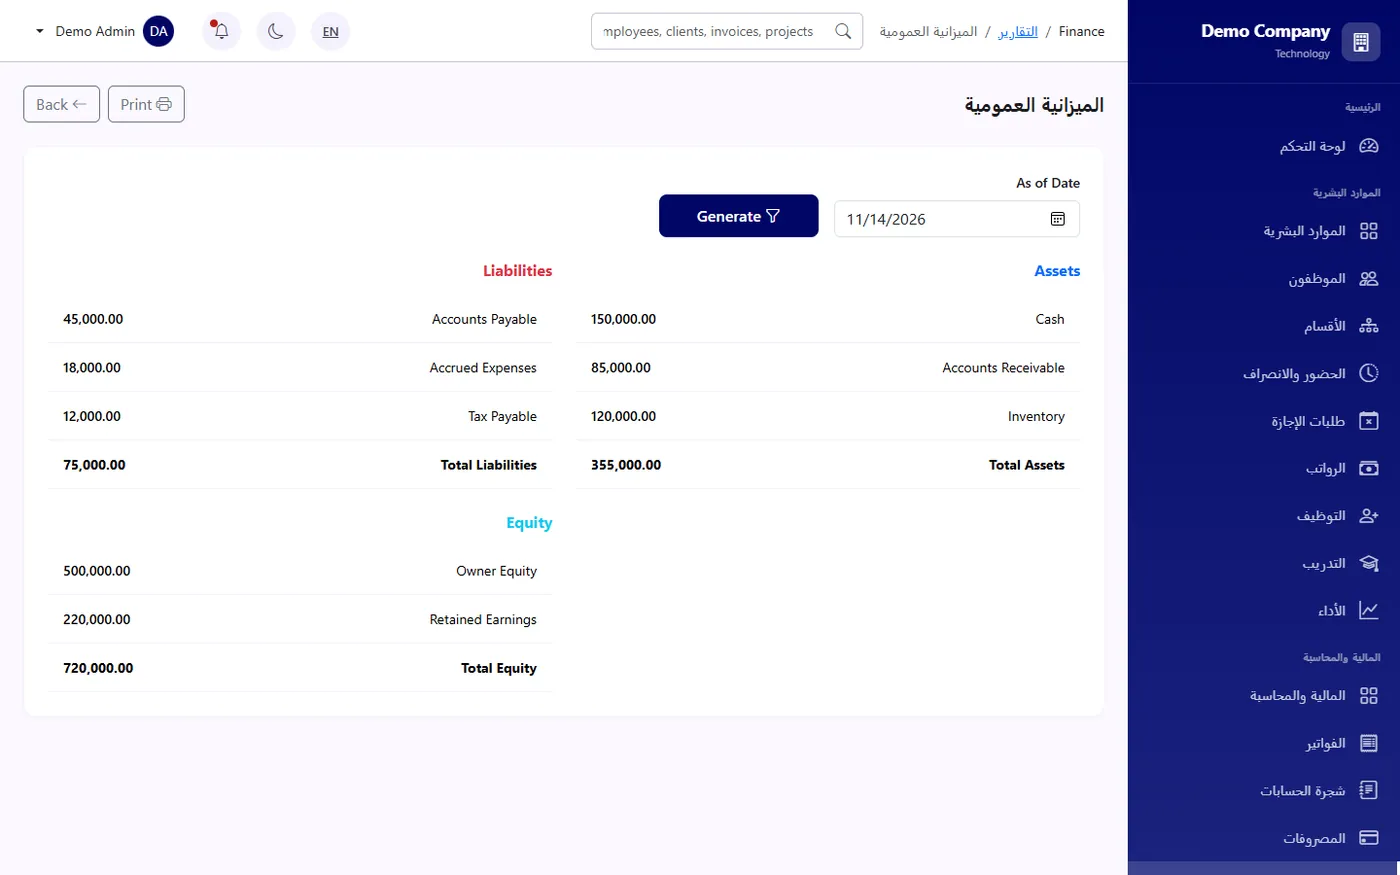 Demo Company
Technology
الرئيسية
لوحة التحكم
الموارد البشرية
الموارد البشرية
الموظفون
الأقسام
الحضور والانصراف
طلبات الإجازة
الرواتب
التوظيف
التدريب
الأداء
المالية والمحاسبة
المالية والمحاسبة
الفواتير
شجرة الحسابات
المصروفات
Finance / التقارير / الميزانية العمومية
mployees, clients, invoices, projects
EN
DA
Demo Admin
الميزانية العمومية
Print
Back
As of Date
11/14/2026
Generate
Assets
Cash 150,000.00
Accounts Receivable 85,000.00
Inventory 120,000.00
Total Assets 355,000.00
Liabilities
Accounts Payable 45,000.00
Accrued Expenses 18,000.00
Tax Payable 12,000.00
Total Liabilities 75,000.00
Equity
Owner Equity 500,000.00
Retained Earnings 220,000.00
Total Equity 720,000.00